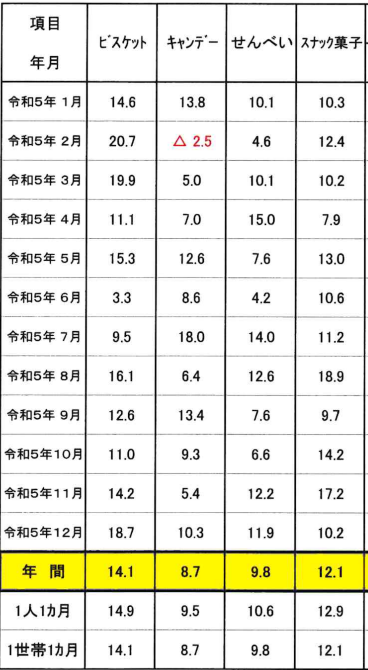 項目
年月
ビスケット キャンデー せんべい スナック菓子
令和5年 1月 14.6 13.8 10.1 10.3
令和5年 2月 20.7 △ 2.5 4.6 12.4
令和5年 3月 19.9 5.0 10.1 10.2
令和5年 4月 11.1 7.0 15.0 7.9
令和5年 5月 15.3 12.6 7.6 13.0
令和5年 6月 3.3 8.6 4.2 10.6
令和5年 7月 9.5 18.0 14.0 11.2
令和5年 8月 16.1 6.4 12.6 18.9
令和5年 9月 12.6 13.4 7.6 9.7
令和5年10月 11.0 9.3 6.6 14.2
令和5年11月 14.2 5.4 12.2 17.2
令和5年12月 18.7 10.3 11.9 10.2
年 間 14.1 8.7 9.8 12.1
1人1カ月 14.9 9.5 10.6 12.9
1世帯1カ月 14.1 8.7 9.8 12.1